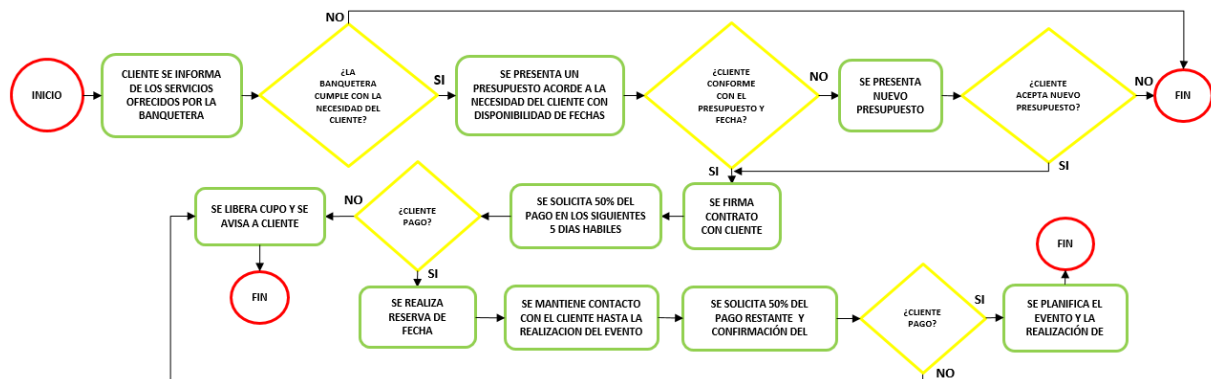 NO
INICIO
CLIENTE SE INFORMA
DE LOS SERVICIOS
OFRECIDOS POR LA
BANQUETERA
¿LA
BANQUETERA
CUMPLE CON LA
NECESIDAD DEL
CLIENTE?
SI
SE PRESENTA UN
PRESUPUESTO ACORDE A LA
NECESIDAD DEL CLIENTE CON
DISPONIBILIDAD DE FECHAS
¿CLIENTE
CONFORME
CON EL
PRESUPUESTO Y
FECHA?
NO
SE PRESENTA
NUEVO
PRESUPUESTO
¿CLIENTE
ACEPTA NUEVO
PRESUPUESTO?
NO
FIN
SI
SI
SE FIRMA
CONTRATO
CON CLIENTE
SE SOLICITA 50% DEL
PAGO EN LOS SIGUIENTES
5 DIAS HABILES
¿CLIENTE
PAGO?
NO
SE LIBERA CUPO Y SE
AVISA A CLIENTE
FIN
SI
SE REALIZA
RESERVA DE
FECHA
SE MANTIENE CONTACTO
CON EL CLIENTE HASTA LA
REALIZACION DEL EVENTO
SE SOLICITA 50% DEL
PAGO RESTANTE Y
CONFIRMACIÓN DEL
¿CLIENTE
PAGO?
SI
SE PLANIFICA EL
EVENTO Y LA
REALIZACIÓN DE
FIN
NO